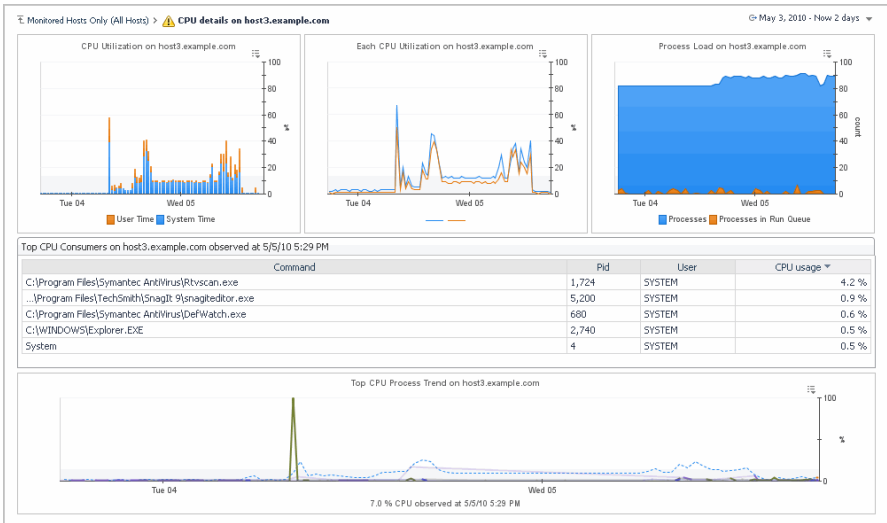 Monitored Hosts Only (All Hosts) > CPU details on host3.example.com
May 3, 2010 - Now 2 days
CPU Utilization on host3.example.com
100
80
60
40
20
0
%
Tue 04
Wed 05
User Time
System Time
Each CPU Utilization on host3.example.com
100
80
60
40
20
0
%
Tue 04
Wed 05
Process Load on host3.example.com
100
80
60
40
20
0
count
Tue 04
Wed 05
Processes
Processes in Run Queue
Top CPU Consumers on host3.example.com observed at 5/5/10 5:29 PM
Command Pid User CPU usage
C:\Program Files\Symantec AntiVirus\Rtvscan.exe 1,724 SYSTEM 4.2 %
...\Program Files\TechSmith\SnagIt 9\snagiteditor.exe 5,200 SYSTEM 0.9 %
C:\Program Files\Symantec AntiVirus\DefWatch.exe 680 SYSTEM 0.6 %
C:\WINDOWS\Explorer.EXE 2,740 SYSTEM 0.5 %
System 4 SYSTEM 0.5 %
Top CPU Process Trend on host3.example.com
100
0
%
Tue 04
Wed 05
7.0 % CPU observed at 5/5/10 5:29 PM